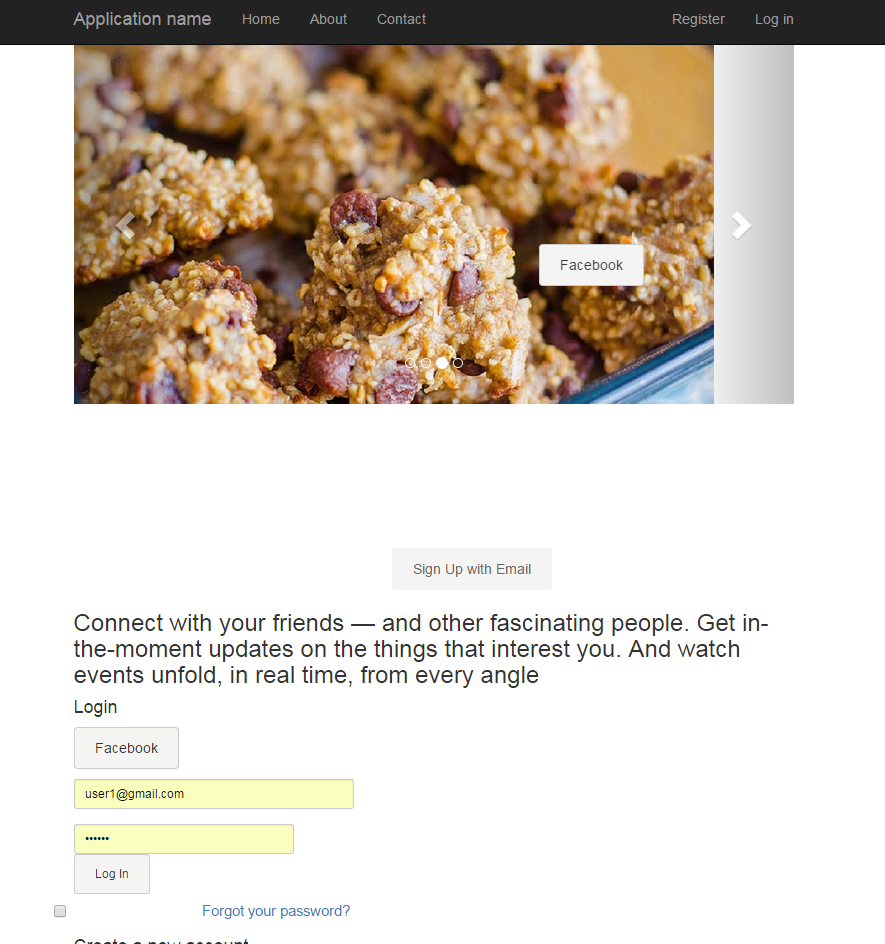 Application name Home About Contact Register Log in
Facebook
Sign Up with Email
Connect with your friends — and other fascinating people. Get in-
the-moment updates on the things that interest you. And watch
events unfold, in real time, from every angle
Login
Facebook
user1@gmail.com
••••••
Log In
Forgot your password?
Create a new account